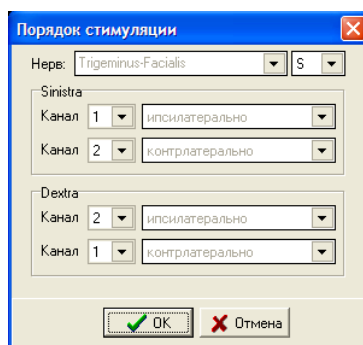 Порядок стимуляции
Нерв: Trigeminus-Facialis S
Sinistra
Канал 1 ипсилатерально
Канал 2 контрлатерально
Dextra
Канал 2 ипсилатерально
Канал 1 контрлатерально
OK Отмена